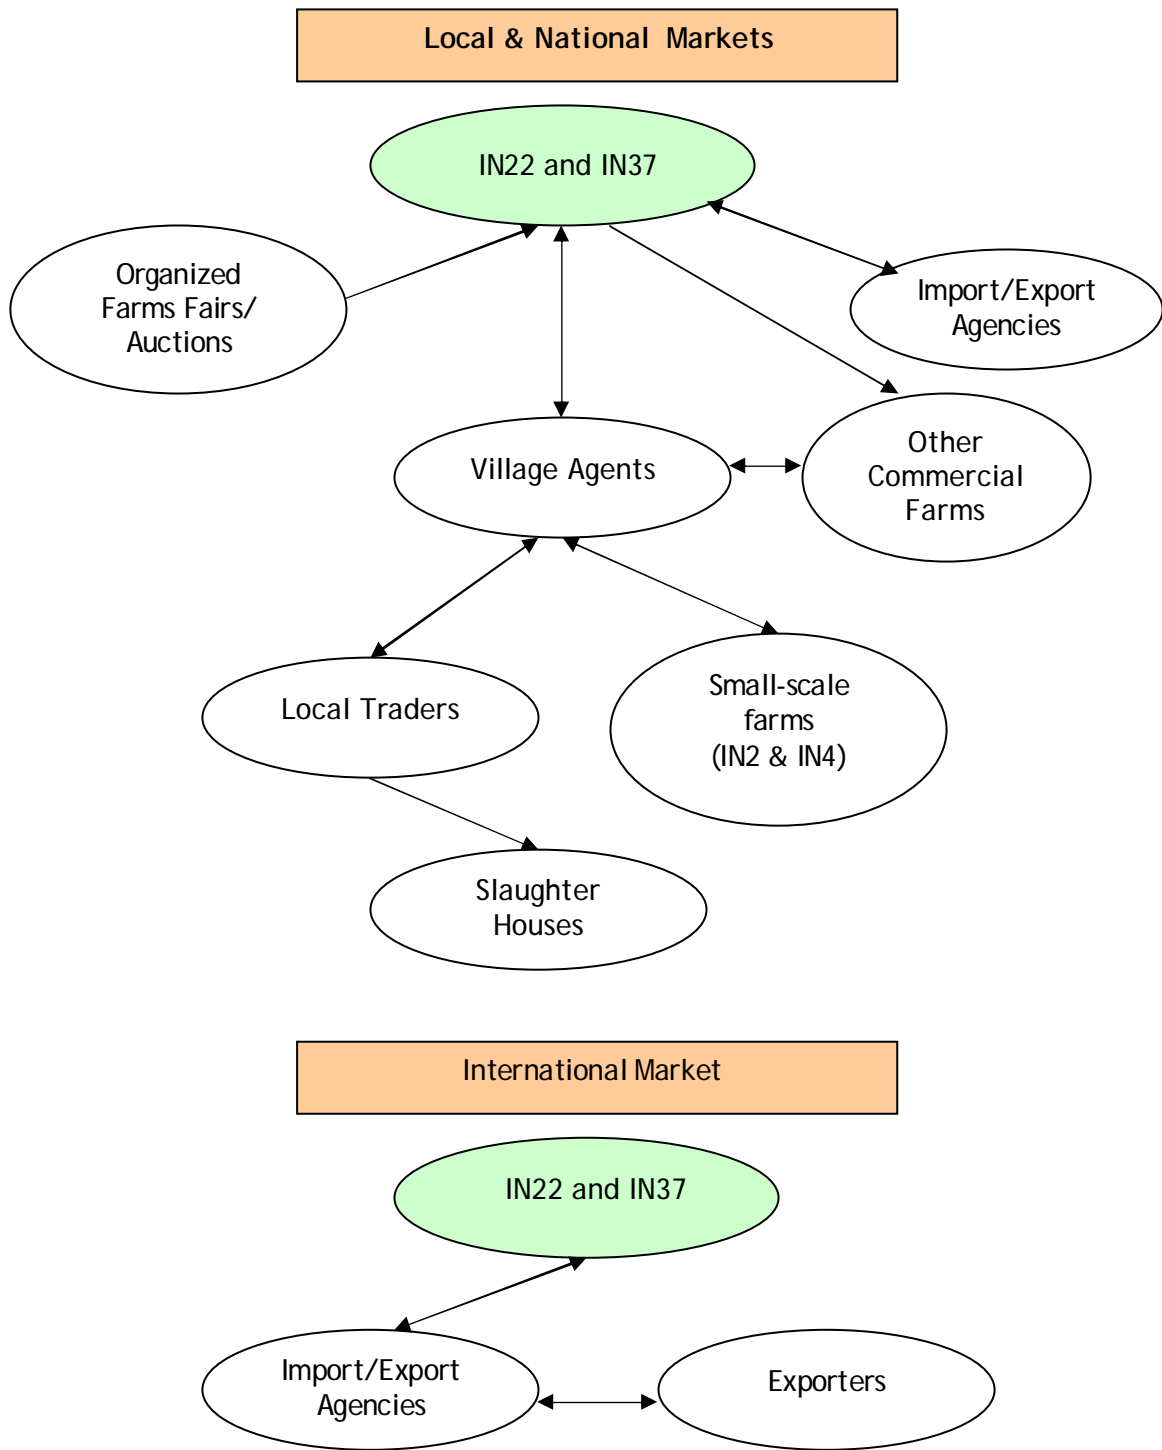 Local & National Markets
IN22 and IN37
Organized
Farms Fairs/
Auctions
Import/Export
Agencies
Village Agents
Other
Commercial
Farms
Local Traders
Small-scale
farms
(IN2 & IN4)
Slaughter
Houses
International Market
IN22 and IN37
Import/Export
Agencies
Exporters